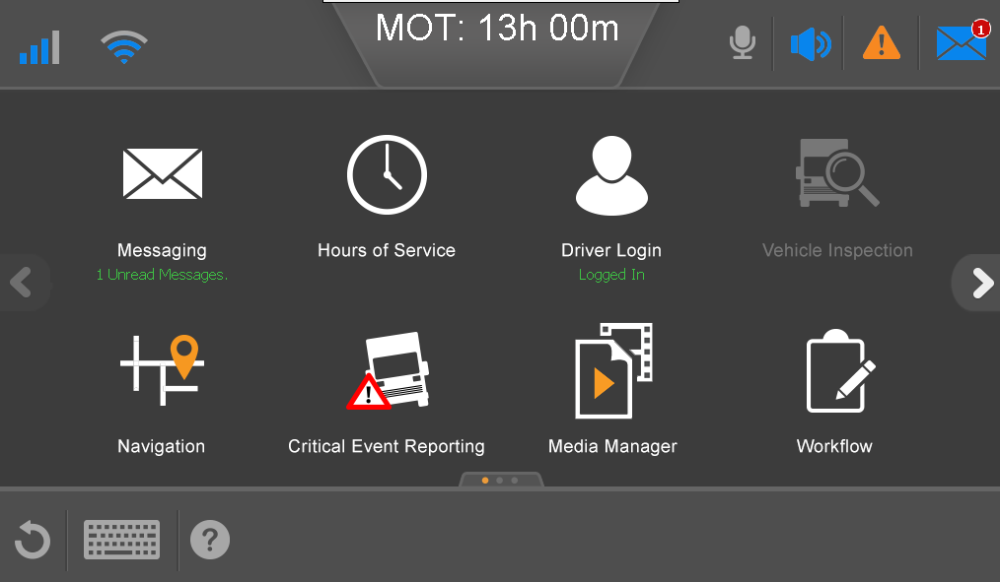 MOT: 13h 00m
1
Messaging
1 Unread Messages.
Hours of Service
Driver Login
Logged In
Vehicle Inspection
Navigation
Critical Event Reporting
Media Manager
Workflow
?